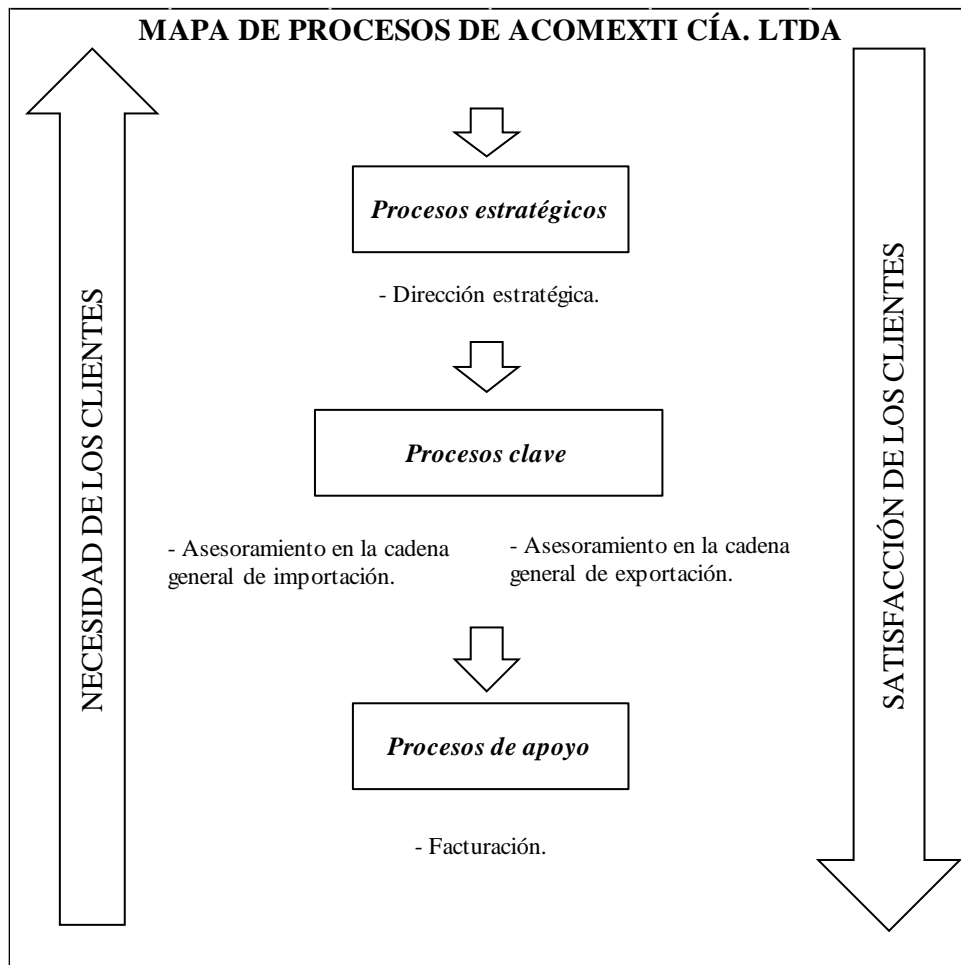 MAPA DE PROCESOS DE ACOMEXTI CÍA. LTDA
NECESIDAD DE LOS CLIENTES
Procesos estratégicos
- Dirección estratégica.
Procesos clave
- Asesoramiento en la cadena
general de importación.
- Asesoramiento en la cadena
general de exportación.
Procesos de apoyo
- Facturación.
SATISFACCIÓN DE LOS CLIENTES